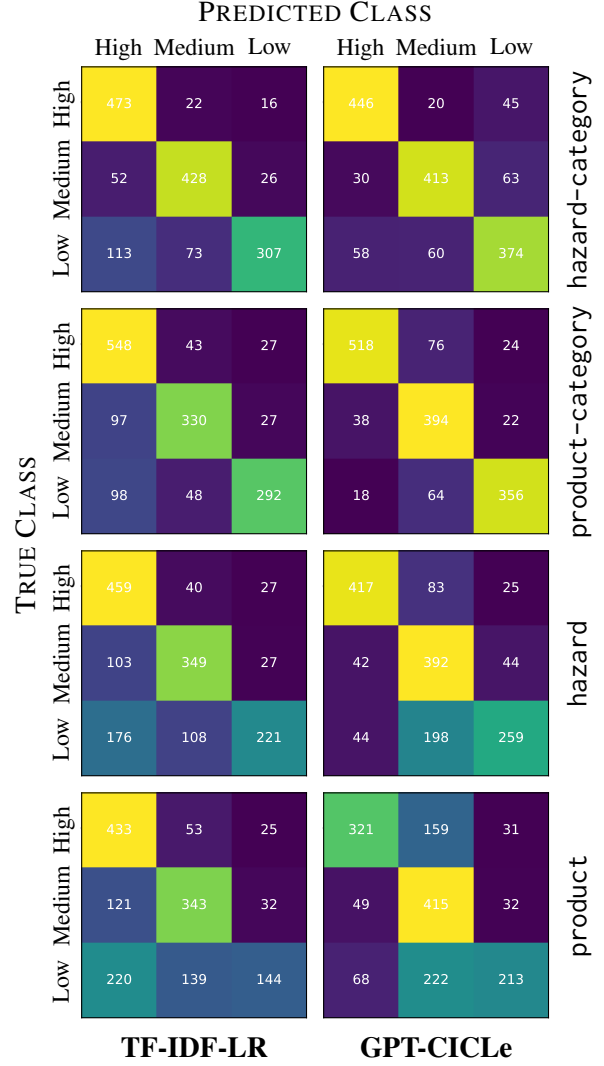 PREDICTED CLASS
High Medium Low High Medium Low
High 473 22 16 446 20 45
Medium 52 428 26 30 413 63
Low 113 73 307 58 60 374
hazard-category
High 548 43 27 518 76 24
Medium 97 330 27 38 394 22
Low 98 48 292 18 64 356
product-category
TRUE CLASS
High 459 40 27 417 83 25
Medium 103 349 27 42 392 44
Low 176 108 221 44 198 259
hazard
High 433 53 25 321 159 31
Medium 121 343 32 49 415 32
Low 220 139 144 68 222 213
product
TF-IDF-LR GPT-CICLe